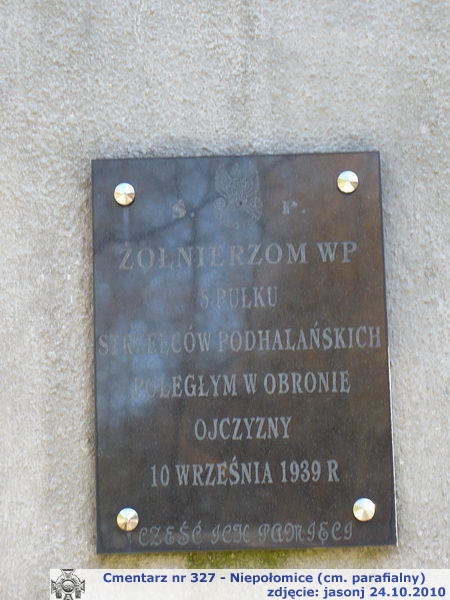 Ś. P.
ŻOŁNIERZOM WP
5 PUŁKU
STRZELCÓW PODHALAŃSKICH
POLEGŁYM W OBRONIE
OJCZYZNY
10 WRZEŚNIA 1939 R
CZEŚĆ ICH PAMIĘCI
Cmentarz nr 327 - Niepołomice (cm. parafialny)
zdjęcie: jasonj 24.10.2010